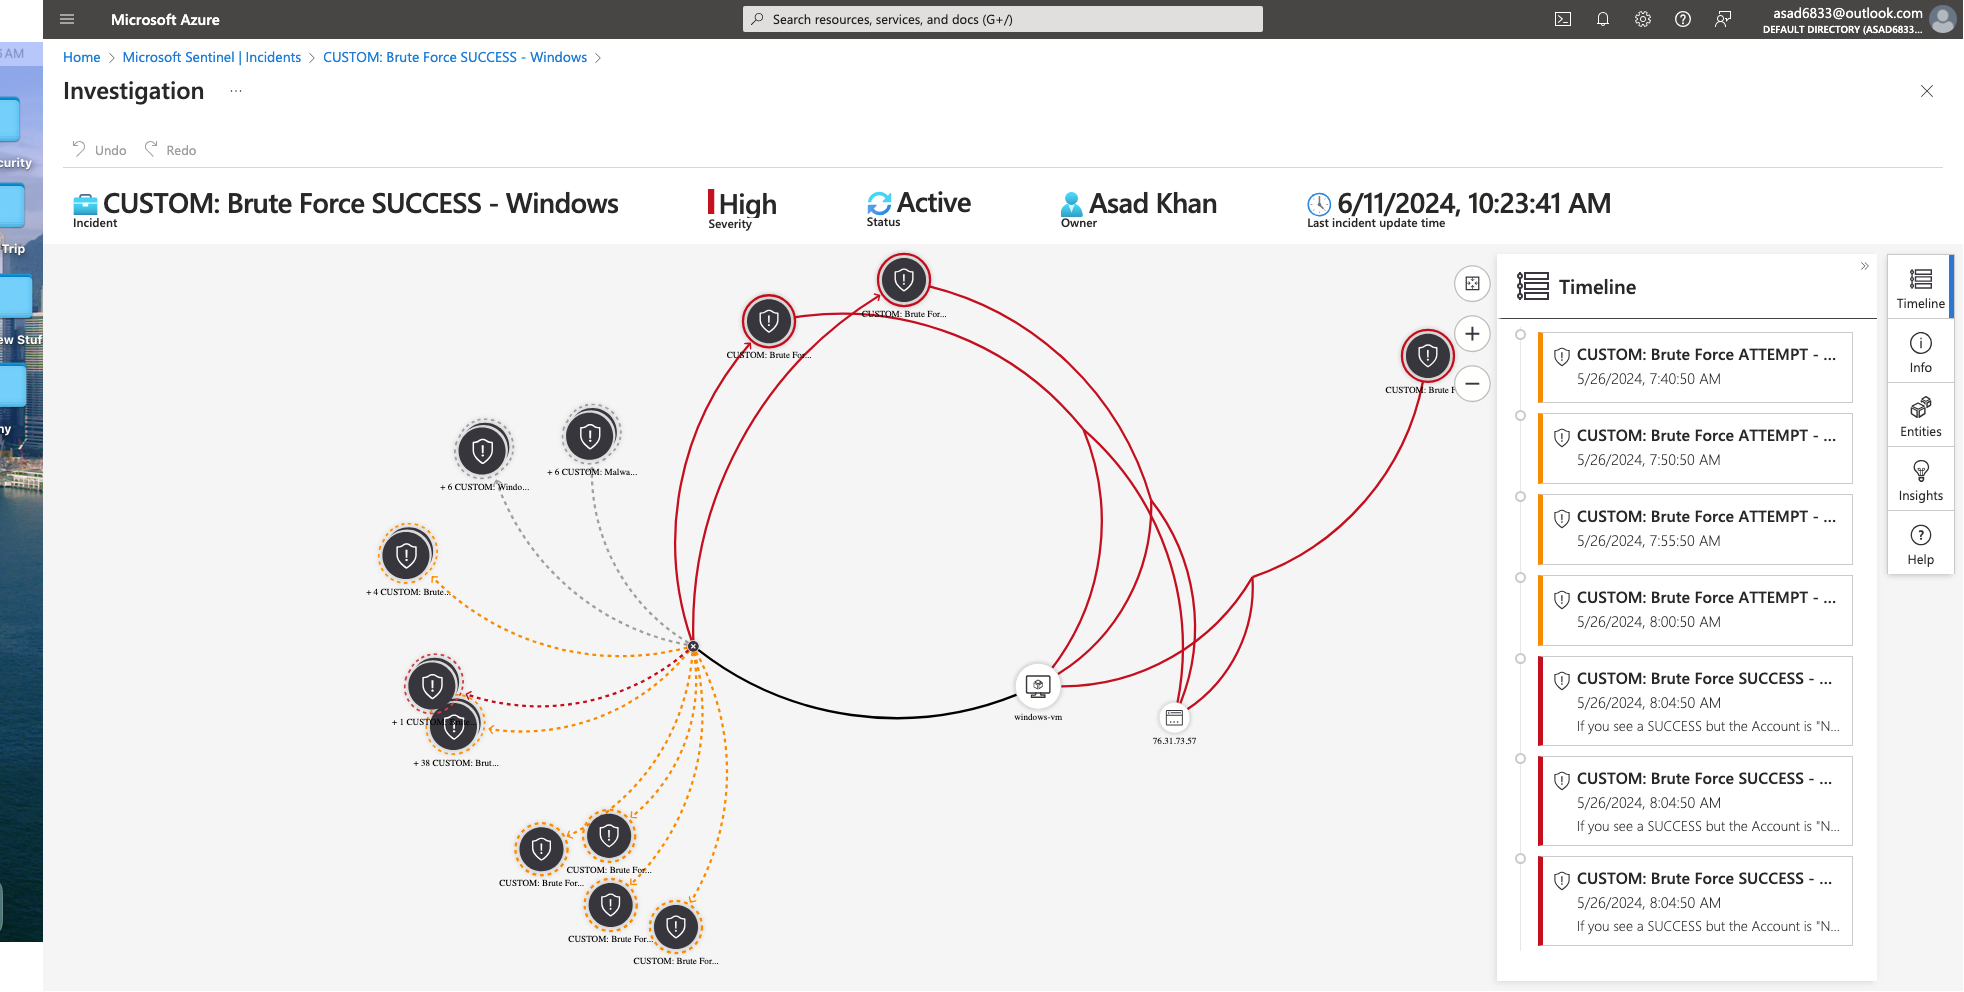 Microsoft Azure
Search resources, services, and docs (G+/)
asad6833@outlook.com
DEFAULT DIRECTORY (ASAD6833...
AM
Home > Microsoft Sentinel | Incidents > CUSTOM: Brute Force SUCCESS - Windows >
Investigation ...
Undo Redo
curity
Trip
ew Stuf
ny
CUSTOM: Brute Force SUCCESS - Windows
Incident
High
Severity
Active
Status
Asad Khan
Owner
6/11/2024, 10:23:41 AM
Last incident update time
CUSTOM: Brute For...
CUSTOM: Brute For...
CUSTOM: Brute F
+ 6 CUSTOM: Malwa...
+ 6 CUSTOM: Windo...
+ 4 CUSTOM: Brute...
+ 1 CUSTOM: Brute...
+ 38 CUSTOM: Brut...
windows-vm
76.31.73.57
CUSTOM: Brute For...
CUSTOM: Brute For...
CUSTOM: Brute For...
CUSTOM: Brute For...
Timeline
CUSTOM: Brute Force ATTEMPT - ...
5/26/2024, 7:40:50 AM
CUSTOM: Brute Force ATTEMPT - ...
5/26/2024, 7:50:50 AM
CUSTOM: Brute Force ATTEMPT - ...
5/26/2024, 7:55:50 AM
CUSTOM: Brute Force ATTEMPT - ...
5/26/2024, 8:00:50 AM
CUSTOM: Brute Force SUCCESS - ...
5/26/2024, 8:04:50 AM
If you see a SUCCESS but the Account is "N...
CUSTOM: Brute Force SUCCESS - ...
5/26/2024, 8:04:50 AM
If you see a SUCCESS but the Account is "N...
CUSTOM: Brute Force SUCCESS - ...
5/26/2024, 8:04:50 AM
If you see a SUCCESS but the Account is "N...
Timeline
Info
Entities
Insights
Help